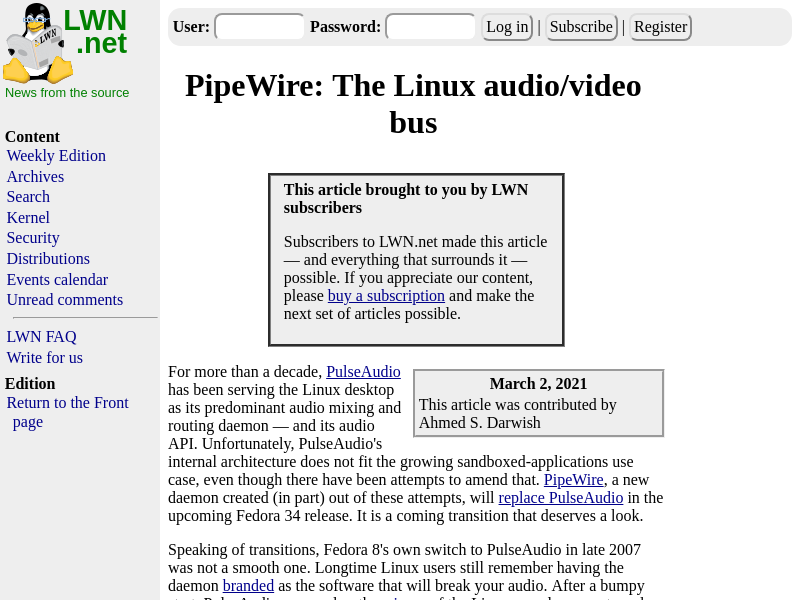 LWN
.net
News from the source
User: Password: Log in | Subscribe | Register
Content
Weekly Edition
Archives
Search
Kernel
Security
Distributions
Events calendar
Unread comments
LWN FAQ
Write for us
Edition
Return to the Front
page
PipeWire: The Linux audio/video
bus
This article brought to you by LWN
subscribers
Subscribers to LWN.net made this article
— and everything that surrounds it —
possible. If you appreciate our content,
please buy a subscription and make the
next set of articles possible.
March 2, 2021
This article was contributed by
Ahmed S. Darwish
For more than a decade, PulseAudio
has been serving the Linux desktop
as its predominant audio mixing and
routing daemon — and its audio
API. Unfortunately, PulseAudio's
internal architecture does not fit the growing sandboxed-applications use
case, even though there have been attempts to amend that. PipeWire, a new
daemon created (in part) out of these attempts, will replace PulseAudio in the
upcoming Fedora 34 release. It is a coming transition that deserves a look.
Speaking of transitions, Fedora 8's own switch to PulseAudio in late 2007
was not a smooth one. Longtime Linux users still remember having the
daemon branded as the software that will break your audio. After a bumpy